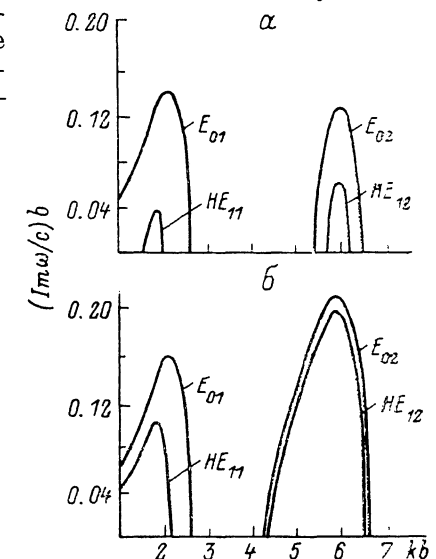 а
0.20
0.12
0.04
E₀₁
HE₁₁
E₀₂
HE₁₂
(Imω/c)b
б
0.20
0.12
0.04
E₀₁
HE₁₁
E₀₂
HE₁₂
2 3 4 5 6 7 kb